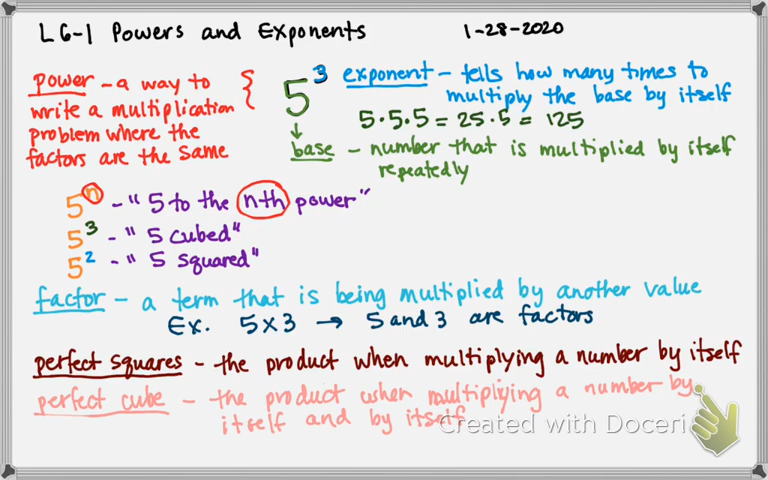 L6-1 Powers and Exponents 1-28-2020
power - a way to
write a multiplication
problem where the
factors are the same
5³
exponent - tells how many times to
multiply the base by itself
5·5·5 = 25·5 = 125
base - number that is multiplied by itself
repeatedly
5ⁿ - "5 to the nth power"
5³ - "5 cubed"
5² - "5 squared"
factor - a term that is being multiplied by another value
Ex. 5x3 → 5 and 3 are factors
perfect squares - the product when multiplying a number by itself
perfect cube - the product when multiplying a number by
itself and by itself
Created with Doceri